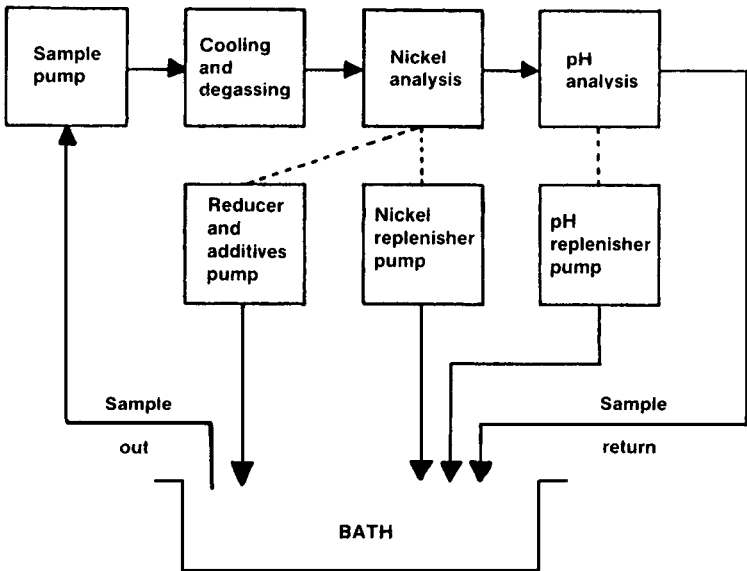 Sample
pump
Cooling
and
degassing
Nickel
analysis
pH
analysis
Reducer
and
additives
pump
Nickel
replenisher
pump
pH
replenisher
pump
Sample
out
Sample
return
BATH